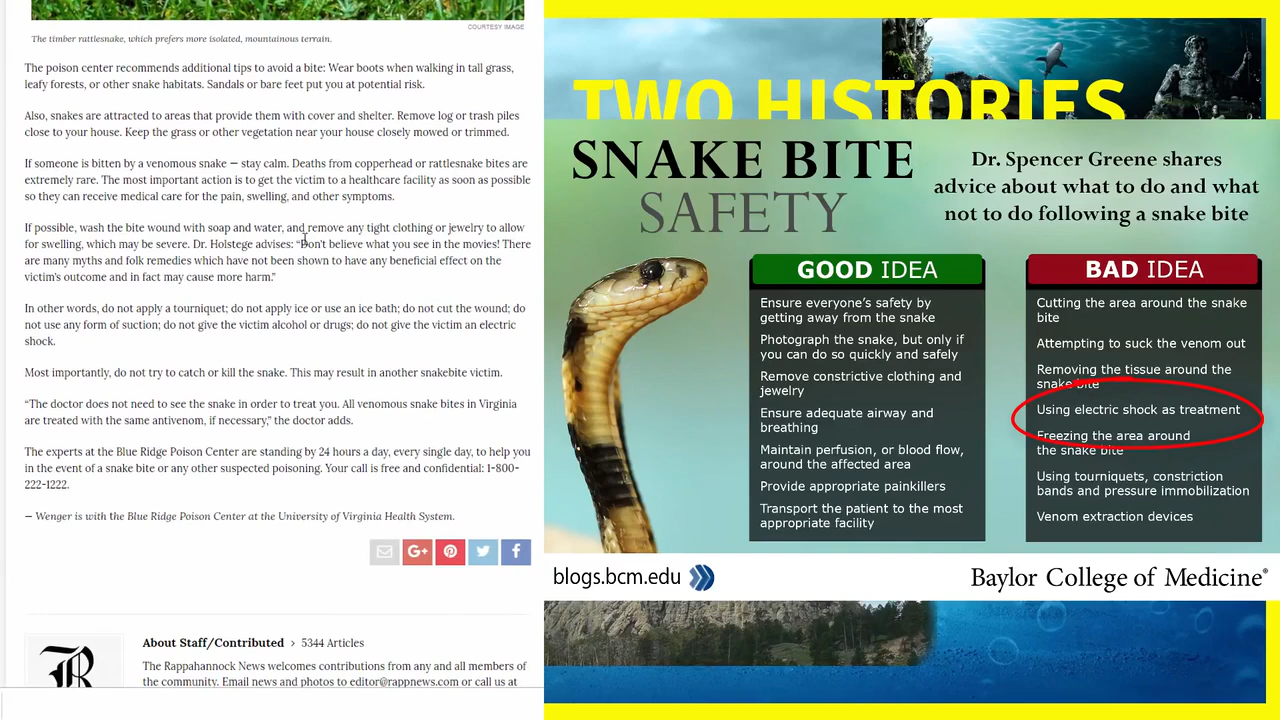 COURTESY IMAGE
The timber rattlesnake, which prefers more isolated, mountainous terrain.
The poison center recommends additional tips to avoid a bite: Wear boots when walking in tall grass,
leafy forests, or other snake habitats. Sandals or bare feet put you at potential risk.
Also, snakes are attracted to areas that provide them with cover and shelter. Remove log or trash piles
close to your house. Keep the grass or other vegetation near your house closely mowed or trimmed.
If someone is bitten by a venomous snake — stay calm. Deaths from copperhead or rattlesnake bites are
extremely rare. The most important action is to get the victim to a healthcare facility as soon as possible
so they can receive medical care for the pain, swelling, and other symptoms.
If possible, wash the bite wound with soap and water, and remove any tight clothing or jewelry to allow
for swelling, which may be severe. Dr. Holstege advises: “Don’t believe what you see in the movies! There
are many myths and folk remedies which have not been shown to have any beneficial effect on the
victim’s outcome and in fact may cause more harm.”
In other words, do not apply a tourniquet; do not apply ice or use an ice bath; do not cut the wound; do
not use any form of suction; do not give the victim alcohol or drugs; do not give the victim an electric
shock.
Most importantly, do not try to catch or kill the snake. This may result in another snakebite victim.
“The doctor does not need to see the snake in order to treat you. All venomous snake bites in Virginia
are treated with the same antivenom, if necessary,” the doctor adds.
The experts at the Blue Ridge Poison Center are standing by 24 hours a day, every single day, to help you
in the event of a snake bite or any other suspected poisoning. Your call is free and confidential: 1-800-
222-1222.
— Wenger is with the Blue Ridge Poison Center at the University of Virginia Health System.
G+
f
About Staff/Contributed > 5344 Articles
The Rappahannock News welcomes contributions from any and all members of
the community. Email news and photos to editor@rappnews.com or call us at
R
TWO HISTORIES
SNAKE BITE
SAFETY
Dr. Spencer Greene shares
advice about what to do and what
not to do following a snake bite
GOOD IDEA
Ensure everyone’s safety by
getting away from the snake
Photograph the snake, but only if
you can do so quickly and safely
Remove constrictive clothing and
jewelry
Ensure adequate airway and
breathing
Maintain perfusion, or blood flow,
around the affected area
Provide appropriate painkillers
Transport the patient to the most
appropriate facility
BAD IDEA
Cutting the area around the snake
bite
Attempting to suck the venom out
Removing the tissue around the
snake bite
Using electric shock as treatment
Freezing the area around
the snake bite
Using tourniquets, constriction
bands and pressure immobilization
Venom extraction devices
blogs.bcm.edu
Baylor College of Medicine®